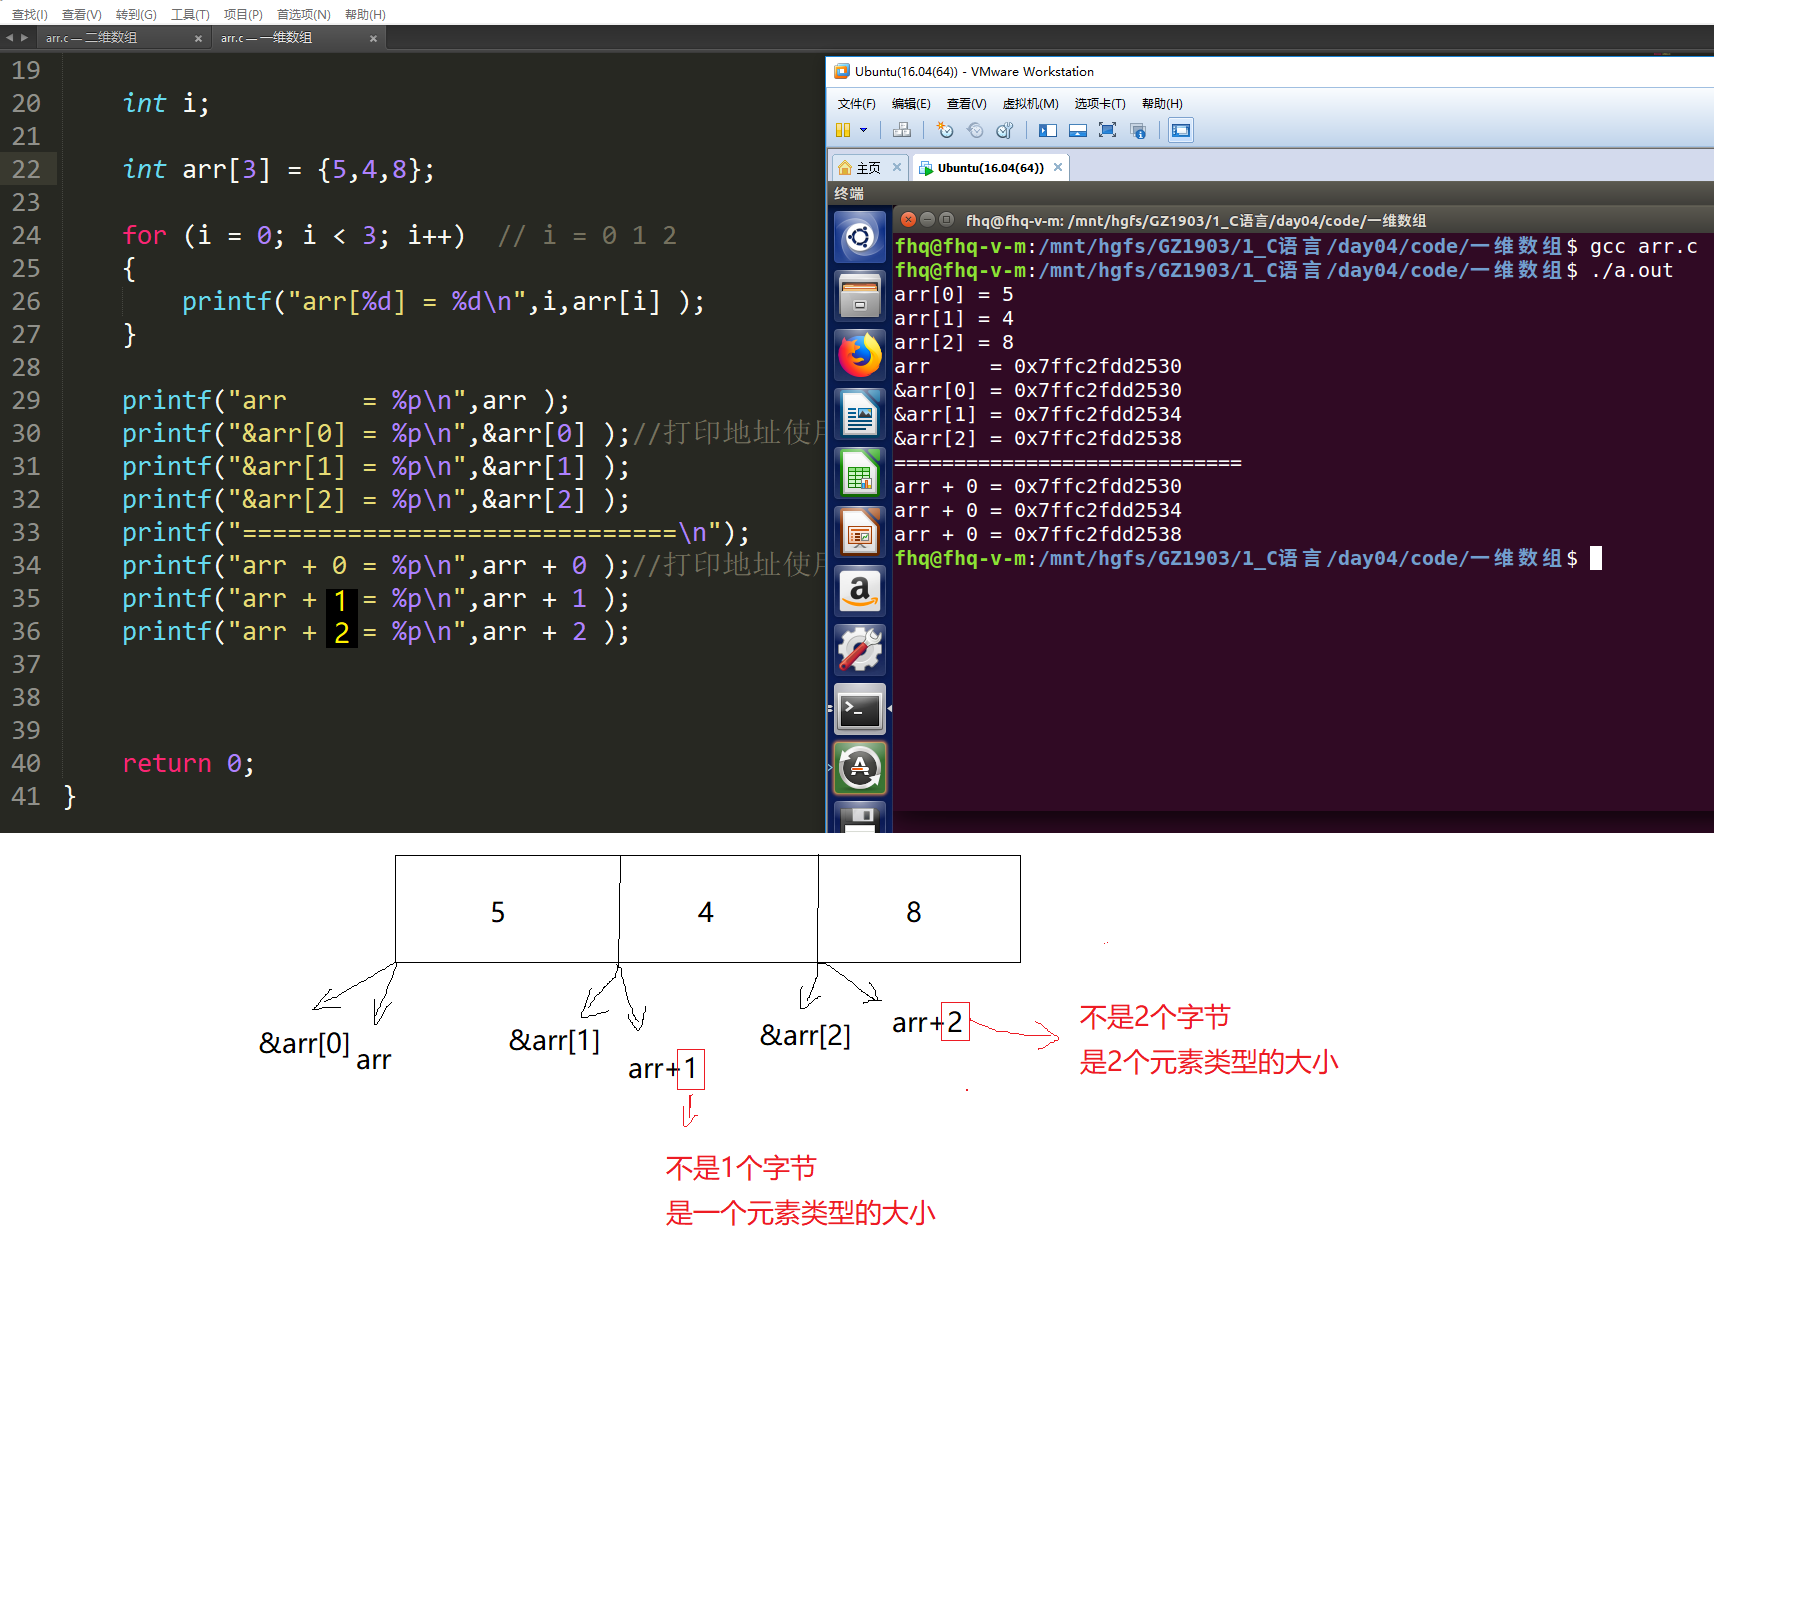 查找(I) 查看(V) 转到(G) 工具(T) 项目(P) 首选项(N) 帮助(H)
arr.c — 二维数组 × arr.c — 一维数组 ×
19
20 int i;
21
22 int arr[3] = {5,4,8};
23
24 for (i = 0; i < 3; i++) // i = 0 1 2
25 {
26 printf("arr[%d] = %d\n",i,arr[i] );
27 }
28
29 printf("arr     = %p\n",arr );
30 printf("&arr[0] = %p\n",&arr[0] );//打印地址使用
31 printf("&arr[1] = %p\n",&arr[1] );
32 printf("&arr[2] = %p\n",&arr[2] );
33 printf("=============================\n");
34 printf("arr + 0 = %p\n",arr + 0 );//打印地址使用
35 printf("arr + 1 = %p\n",arr + 1 );
36 printf("arr + 2 = %p\n",arr + 2 );
37
38
39
40 return 0;
41 }
Ubuntu(16.04(64)) - VMware Workstation
文件(F) 编辑(E) 查看(V) 虚拟机(M) 选项卡(T) 帮助(H)
主页 × Ubuntu(16.04(64)) ×
终端
fhq@fhq-v-m: /mnt/hgfs/GZ1903/1_C语言/day04/code/一维数组
fhq@fhq-v-m:/mnt/hgfs/GZ1903/1_C语言/day04/code/一维数组$ gcc arr.c
fhq@fhq-v-m:/mnt/hgfs/GZ1903/1_C语言/day04/code/一维数组$ ./a.out
arr[0] = 5
arr[1] = 4
arr[2] = 8
arr     = 0x7ffc2fdd2530
&arr[0] = 0x7ffc2fdd2530
&arr[1] = 0x7ffc2fdd2534
&arr[2] = 0x7ffc2fdd2538
=============================
arr + 0 = 0x7ffc2fdd2530
arr + 0 = 0x7ffc2fdd2534
arr + 0 = 0x7ffc2fdd2538
fhq@fhq-v-m:/mnt/hgfs/GZ1903/1_C语言/day04/code/一维数组$
5 4 8
&arr[0] arr &arr[1] arr+1 &arr[2] arr+2
不是2个字节
是2个元素类型的大小
不是1个字节
是一个元素类型的大小